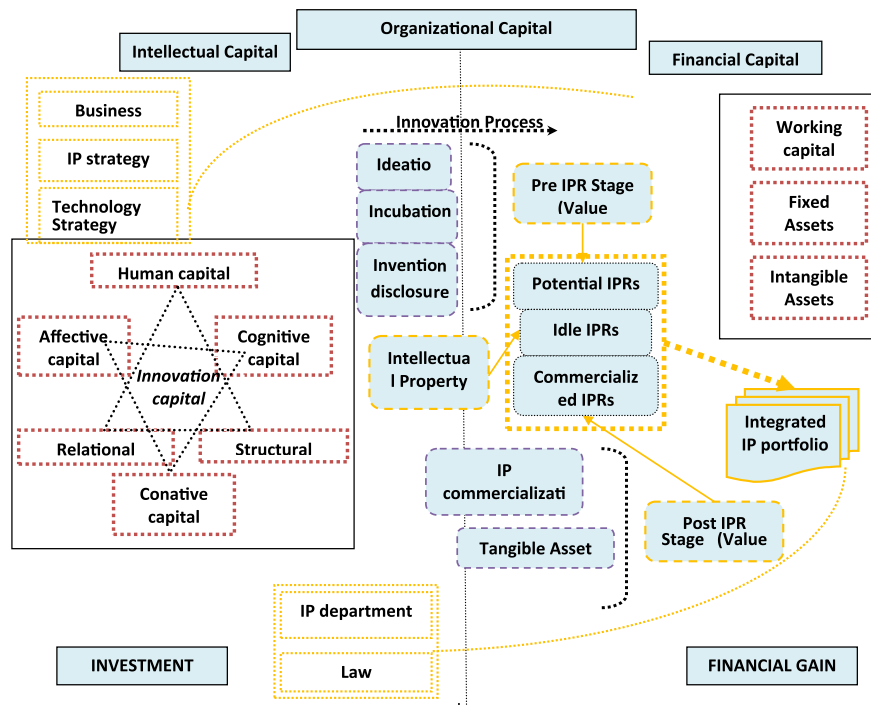 Organizational Capital
Intellectual Capital
Financial Capital
Business
IP strategy
Technology
Strategy
Innovation Process
Ideatio
Incubation
Invention
disclosure
Pre IPR Stage
(Value
Working
capital
Fixed
Assets
Intangible
Assets
Human capital
Affective
capital
Cognitive
capital
Innovation
capital
Relational
Structural
Conative
capital
Potential IPRs
Idle IPRs
Commercializ
ed IPRs
Intellectua
l Property
Integrated
IP portfolio
IP
commercializati
Tangible Asset
Post IPR
Stage (Value
IP department
Law
INVESTMENT
FINANCIAL GAIN